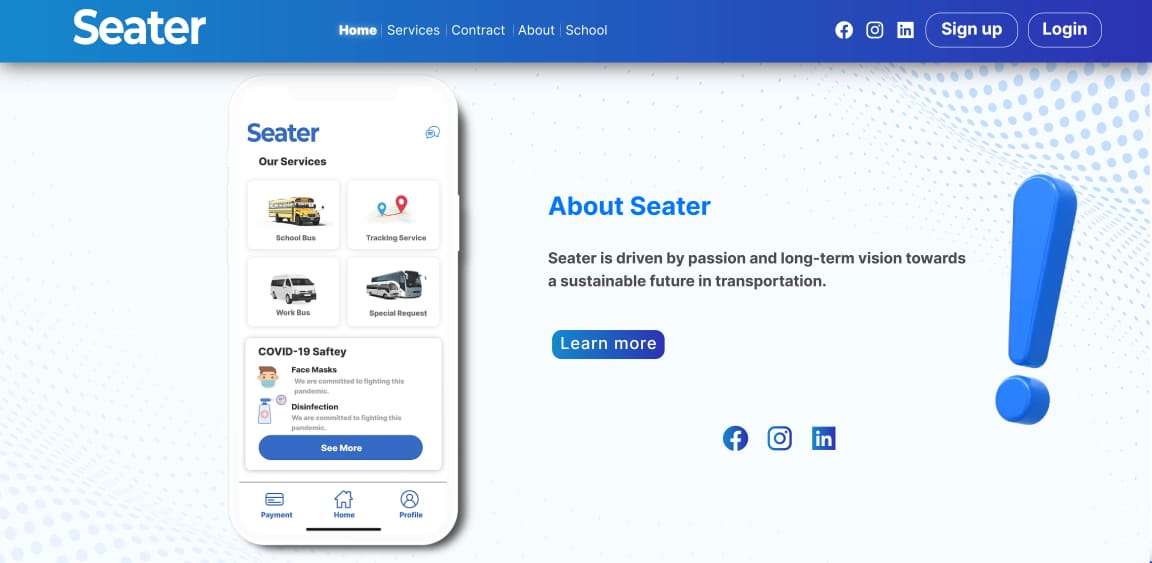 Seater
Home
Services
Contract
About
School
Sign up
Login
Seater
Our Services
School Bus
Tracking Service
Work Bus
Special Request
COVID-19 Saftey
Face Masks
We are committed to fighting this
pandemic.
Disinfection
We are committed to fighting this
pandemic.
See More
Payment
Home
Profile
About Seater
Seater is driven by passion and long-term vision towards
a sustainable future in transportation.
Learn more